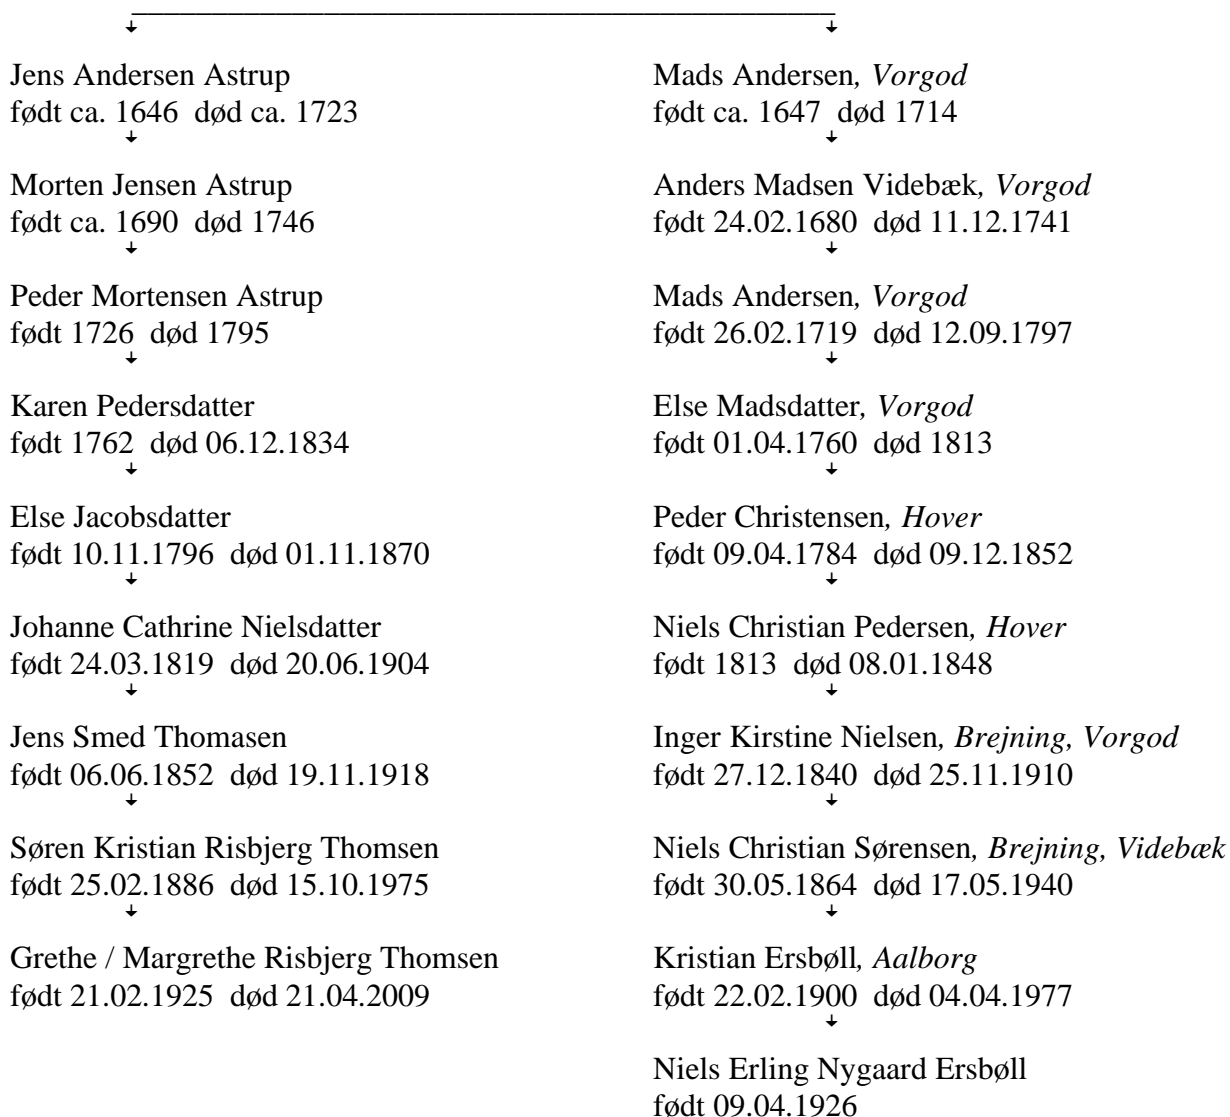 Jens Andersen Astrup
født ca. 1646 død ca. 1723
Morten Jensen Astrup
født ca. 1690 død 1746
Peder Mortensen Astrup
født 1726 død 1795
Karen Pedersdatter
født 1762 død 06.12.1834
Else Jacobsdatter
født 10.11.1796 død 01.11.1870
Johanne Cathrine Nielsdatter
født 24.03.1819 død 20.06.1904
Jens Smed Thomasen
født 06.06.1852 død 19.11.1918
Søren Kristian Risbjerg Thomsen
født 25.02.1886 død 15.10.1975
Grethe / Margrethe Risbjerg Thomsen
født 21.02.1925 død 21.04.2009
Mads Andersen, Vorgod
født ca. 1647 død 1714
Anders Madsen Videbæk, Vorgod
født 24.02.1680 død 11.12.1741
Mads Andersen, Vorgod
født 26.02.1719 død 12.09.1797
Else Madsdatter, Vorgod
født 01.04.1760 død 1813
Peder Christensen, Hover
født 09.04.1784 død 09.12.1852
Niels Christian Pedersen, Hover
født 1813 død 08.01.1848
Inger Kirstine Nielsen, Brejning, Vorgod
født 27.12.1840 død 25.11.1910
Niels Christian Sørensen, Brejning, Videbæk
født 30.05.1864 død 17.05.1940
Kristian Ersbøll, Aalborg
født 22.02.1900 død 04.04.1977
Niels Erling Nygaard Ersbøll
født 09.04.1926